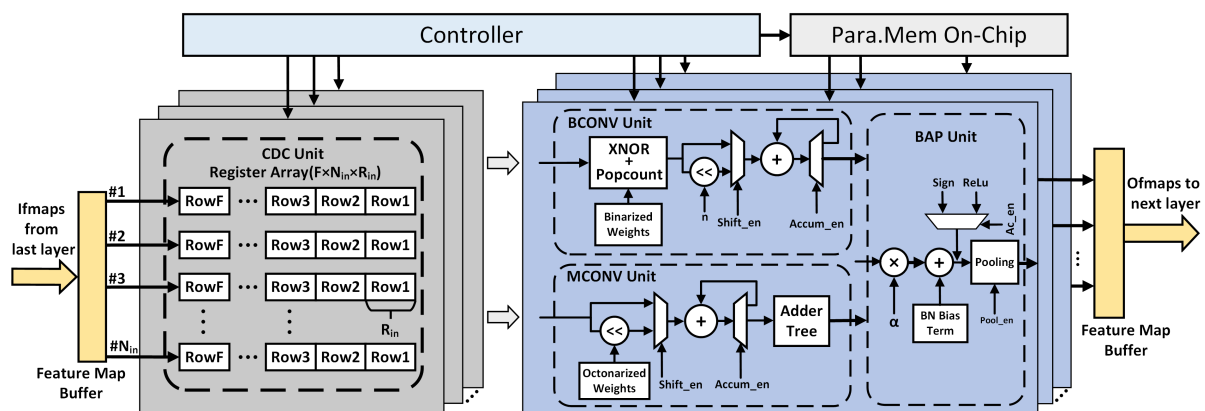 Controller
Para.Mem On-Chip
CDC Unit
Register Array(F×Nin×Rin)
#1
RowF ··· Row3 Row2 Row1
#2
RowF ··· Row3 Row2 Row1
#3
RowF ··· Row3 Row2 Row1
Rin
#Nin
RowF ··· Row3 Row2 Row1
Ifmaps
from
last layer
Feature Map
Buffer
BCONV Unit
XNOR
+
Popcount
<<
+
n
Shift_en
Accum_en
Binarized
Weights
MCONV Unit
<<
+
Adder
Tree
Octonarized
Weights
Shift_en
Accum_en
BAP Unit
Sign
ReLu
Ac_en
×
+
Pooling
α
BN Bias
Term
Pool_en
Ofmaps to
next layer
Feature Map
Buffer